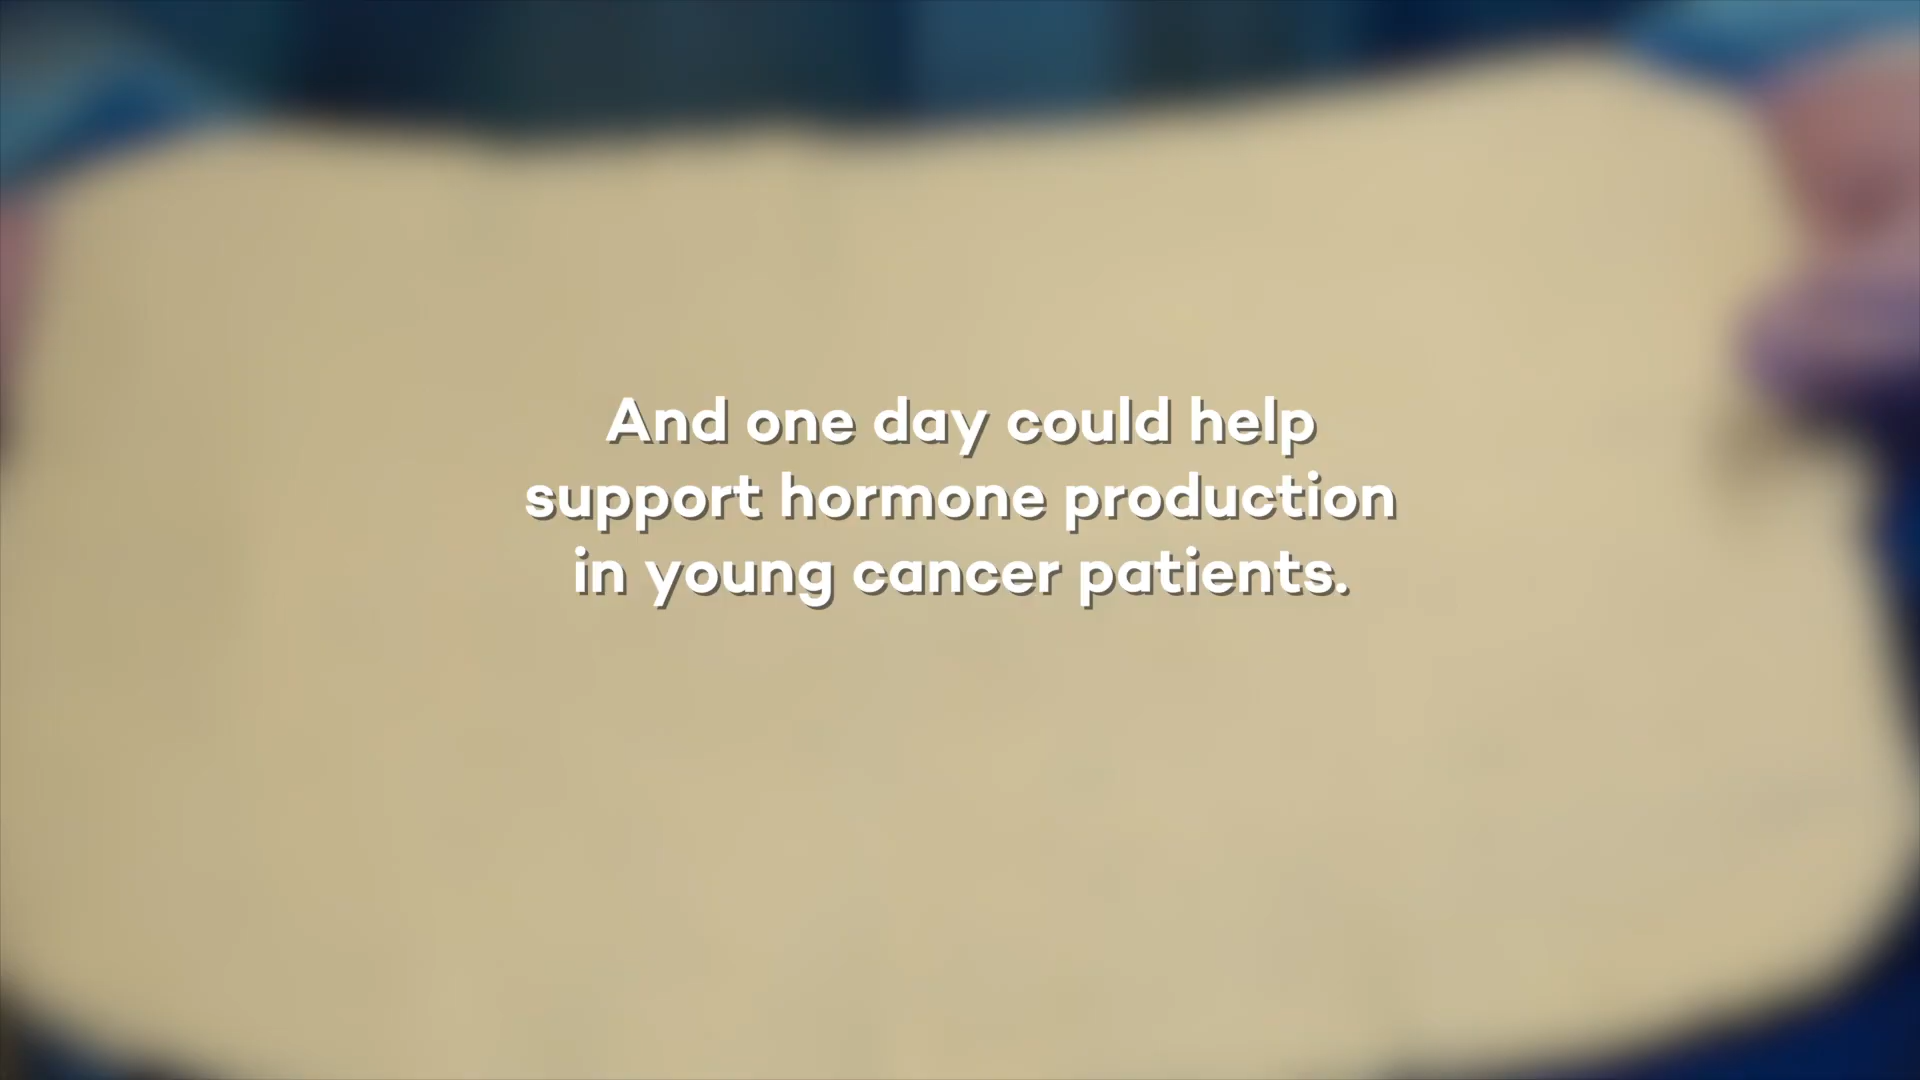 And one day could help
support hormone production
in young cancer patients.